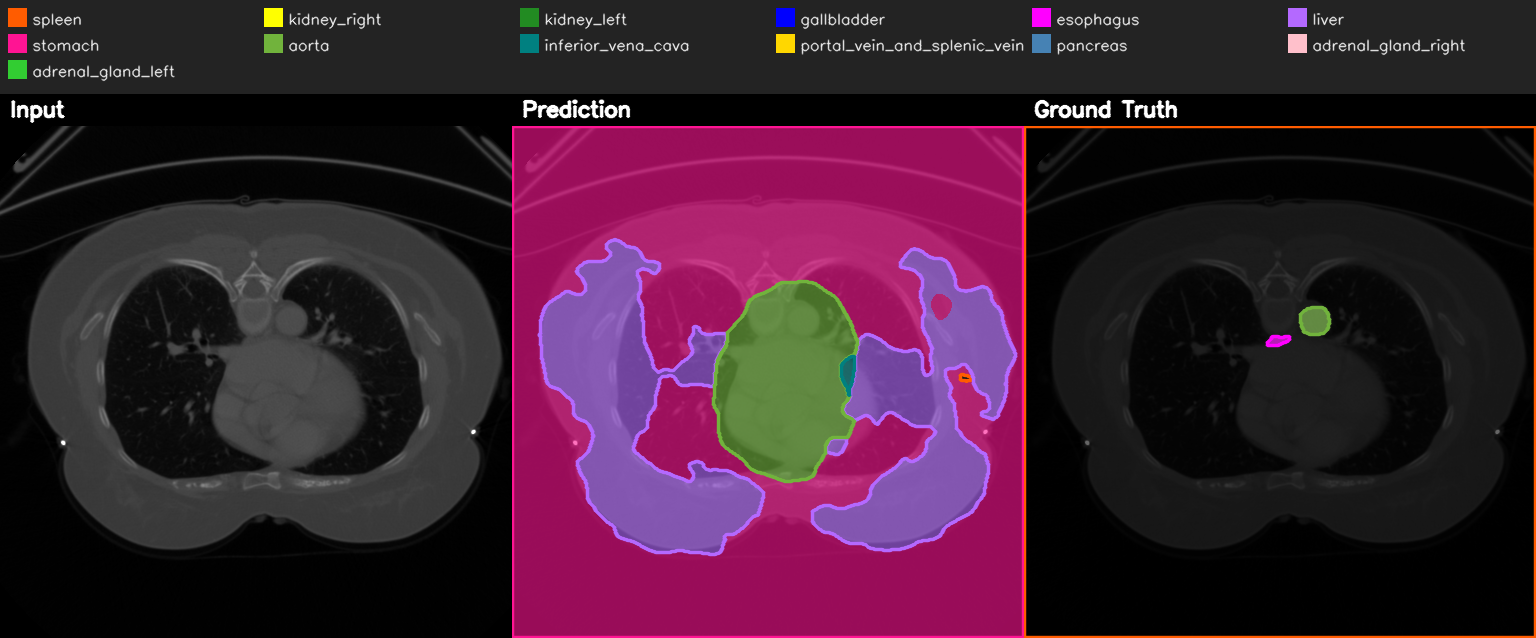 spleen kidney_right kidney_left gallbladder esophagus liver
stomach aorta inferior_vena_cava portal_vein_and_splenic_vein pancreas adrenal_gland_right
adrenal_gland_left
Input Prediction Ground Truth